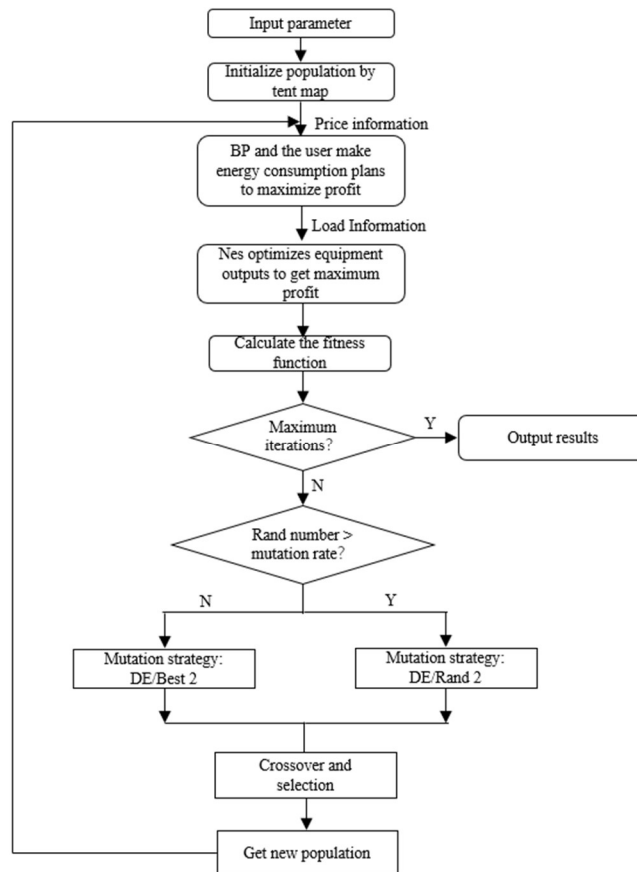 Input parameter
Initialize population by
tent map
Price information
BP and the user make
energy consumption plans
to maximize profit
Load Information
Nes optimizes equipment
outputs to get maximum
profit
Calculate the fitness
function
Maximum
iterations?
Y
Output results
N
Rand number >
mutation rate?
N
Y
Mutation strategy:
DE/Best 2
Mutation strategy:
DE/Rand 2
Crossover and
selection
Get new population